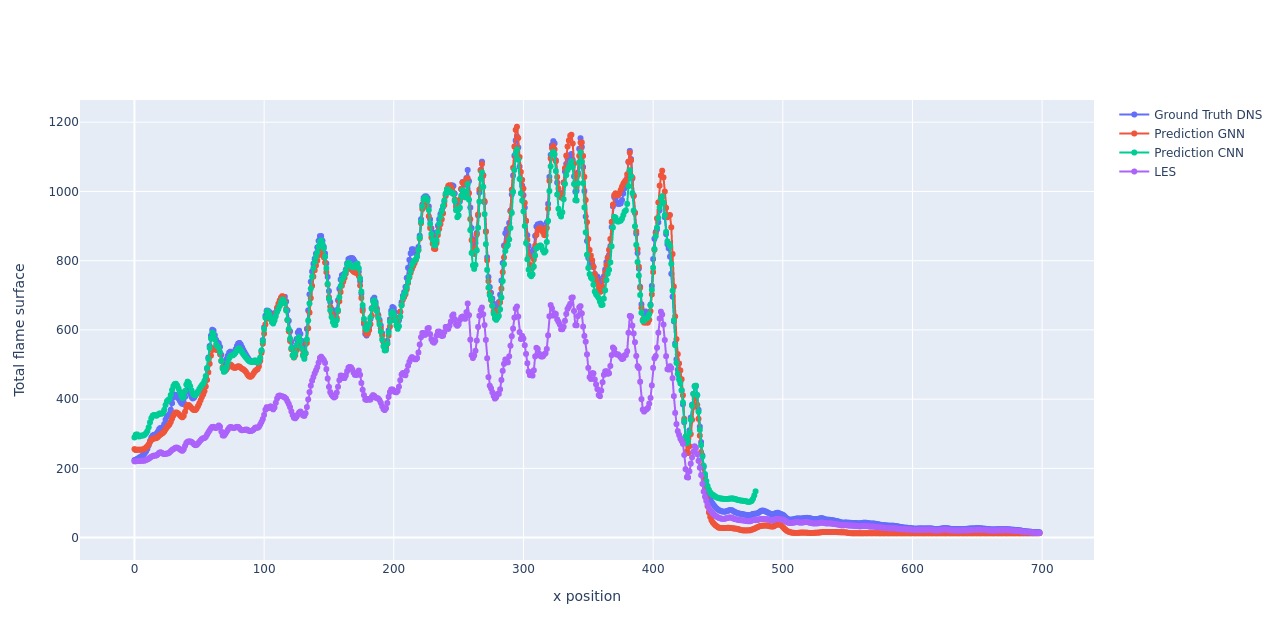 Ground Truth DNS
Prediction GNN
Prediction CNN
LES
Total flame surface
1200
1000
800
600
400
200
0
0 100 200 300 400 500 600 700
x position